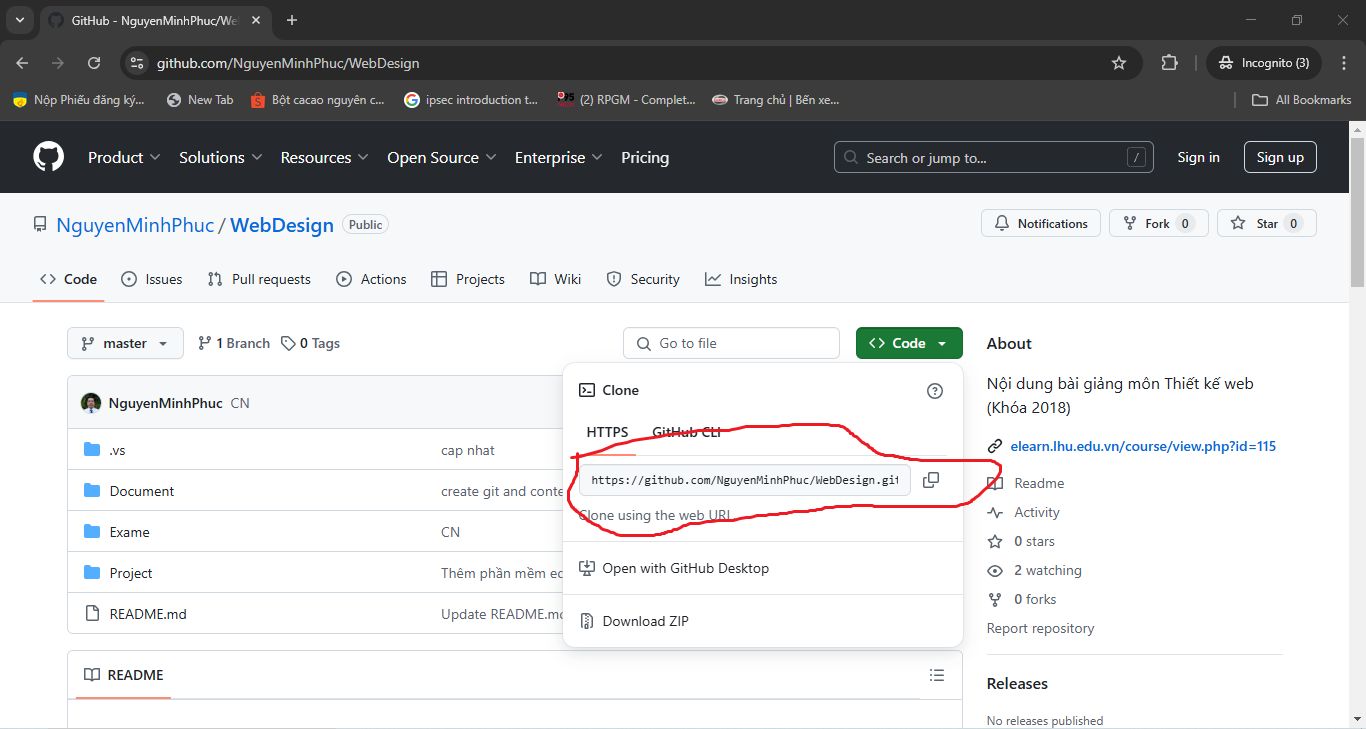 GitHub - NguyenMinhPhuc/We
github.com/NguyenMinhPhuc/WebDesign
Incognito (3)
Nộp Phiếu đăng ký...
New Tab
Bột cacao nguyên c...
ipsec introduction t...
(2) RPGM - Complet...
Trang chủ | Bến xe...
All Bookmarks
Product
Solutions
Resources
Open Source
Enterprise
Pricing
Search or jump to...
/
Sign in
Sign up
NguyenMinhPhuc / WebDesign
Public
Notifications
Fork 0
Star 0
Code
Issues
Pull requests
Actions
Projects
Wiki
Security
Insights
master
1 Branch
0 Tags
Go to file
Code
NguyenMinhPhuc CN
.vs
cap nhat
Document
create git and conte
Exame
CN
Project
Thêm phần mềm ec
README.md
Update README.mc
README
Clone
HTTPS
GitHub CLI
https://github.com/NguyenMinhPhuc/WebDesign.git
Clone using the web URL.
Open with GitHub Desktop
Download ZIP
About
Nội dung bài giảng môn Thiết kế web
(Khóa 2018)
elearn.lhu.edu.vn/course/view.php?id=115
Readme
Activity
0 stars
2 watching
0 forks
Report repository
Releases
No releases published